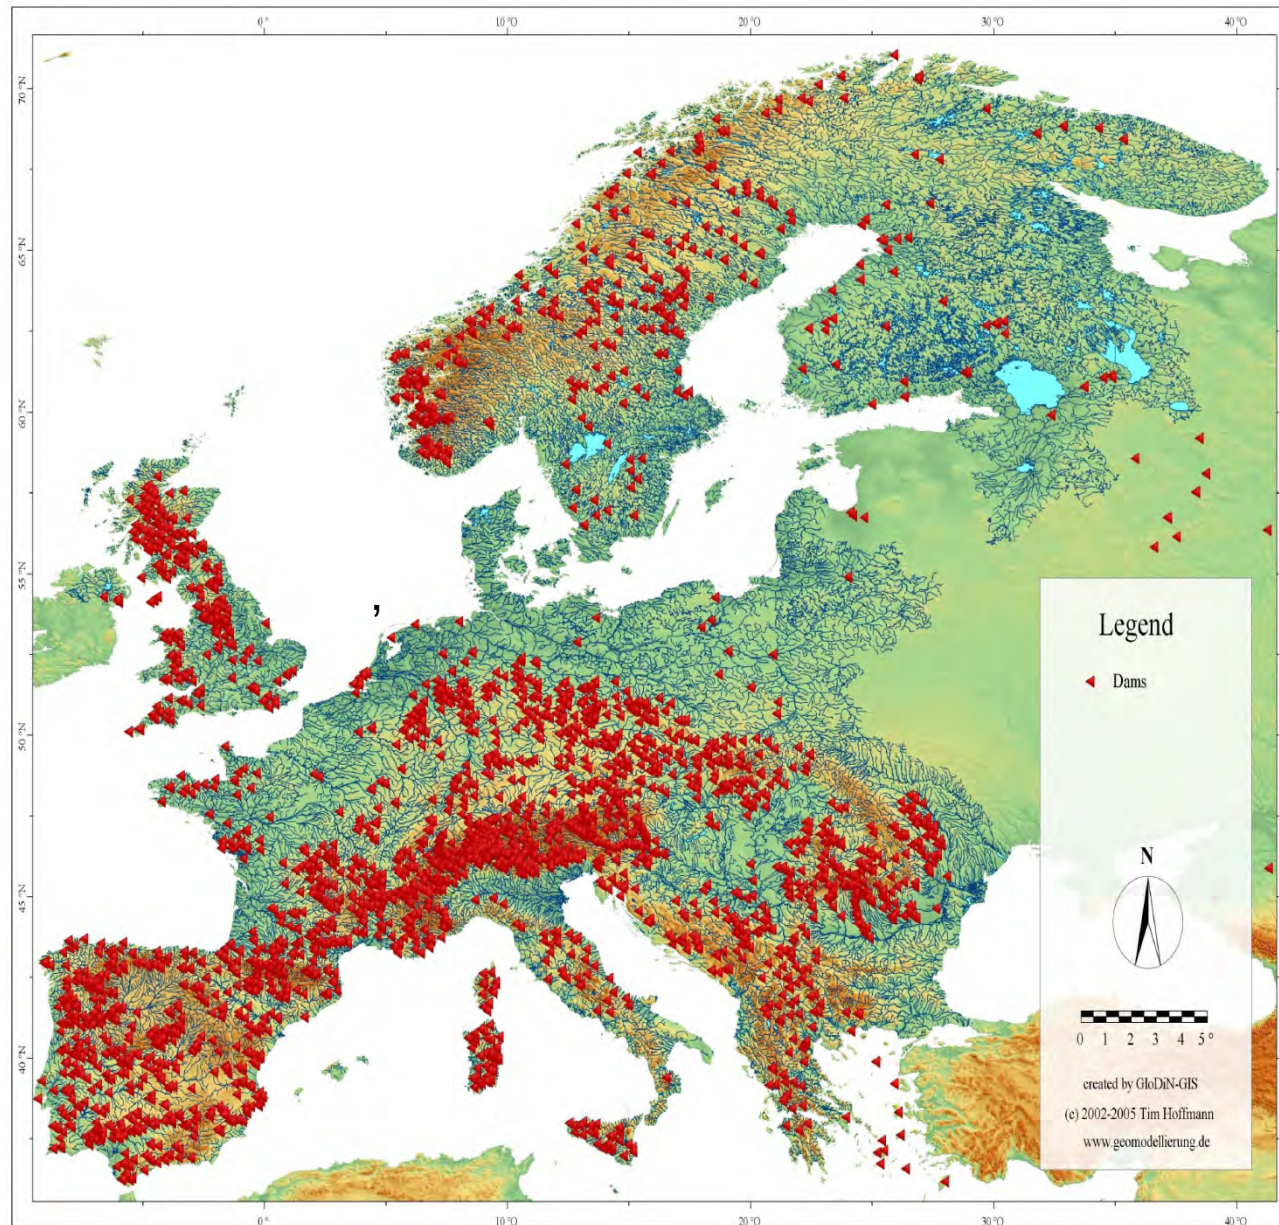 0 °
10 °O
20 °O
30 °O
40 °O
70 °N
65 °N
60 °N
55 °N
50 °N
45 °N
40 °N
,
Legend
Dams
N
0 1 2 3 4 5 °
created by GloDiN-GIS
(c) 2002-2005 Tim Hoffmann
www.geomodellierung.de
0 °
10 °O
20 °O
30 °O
40 °O